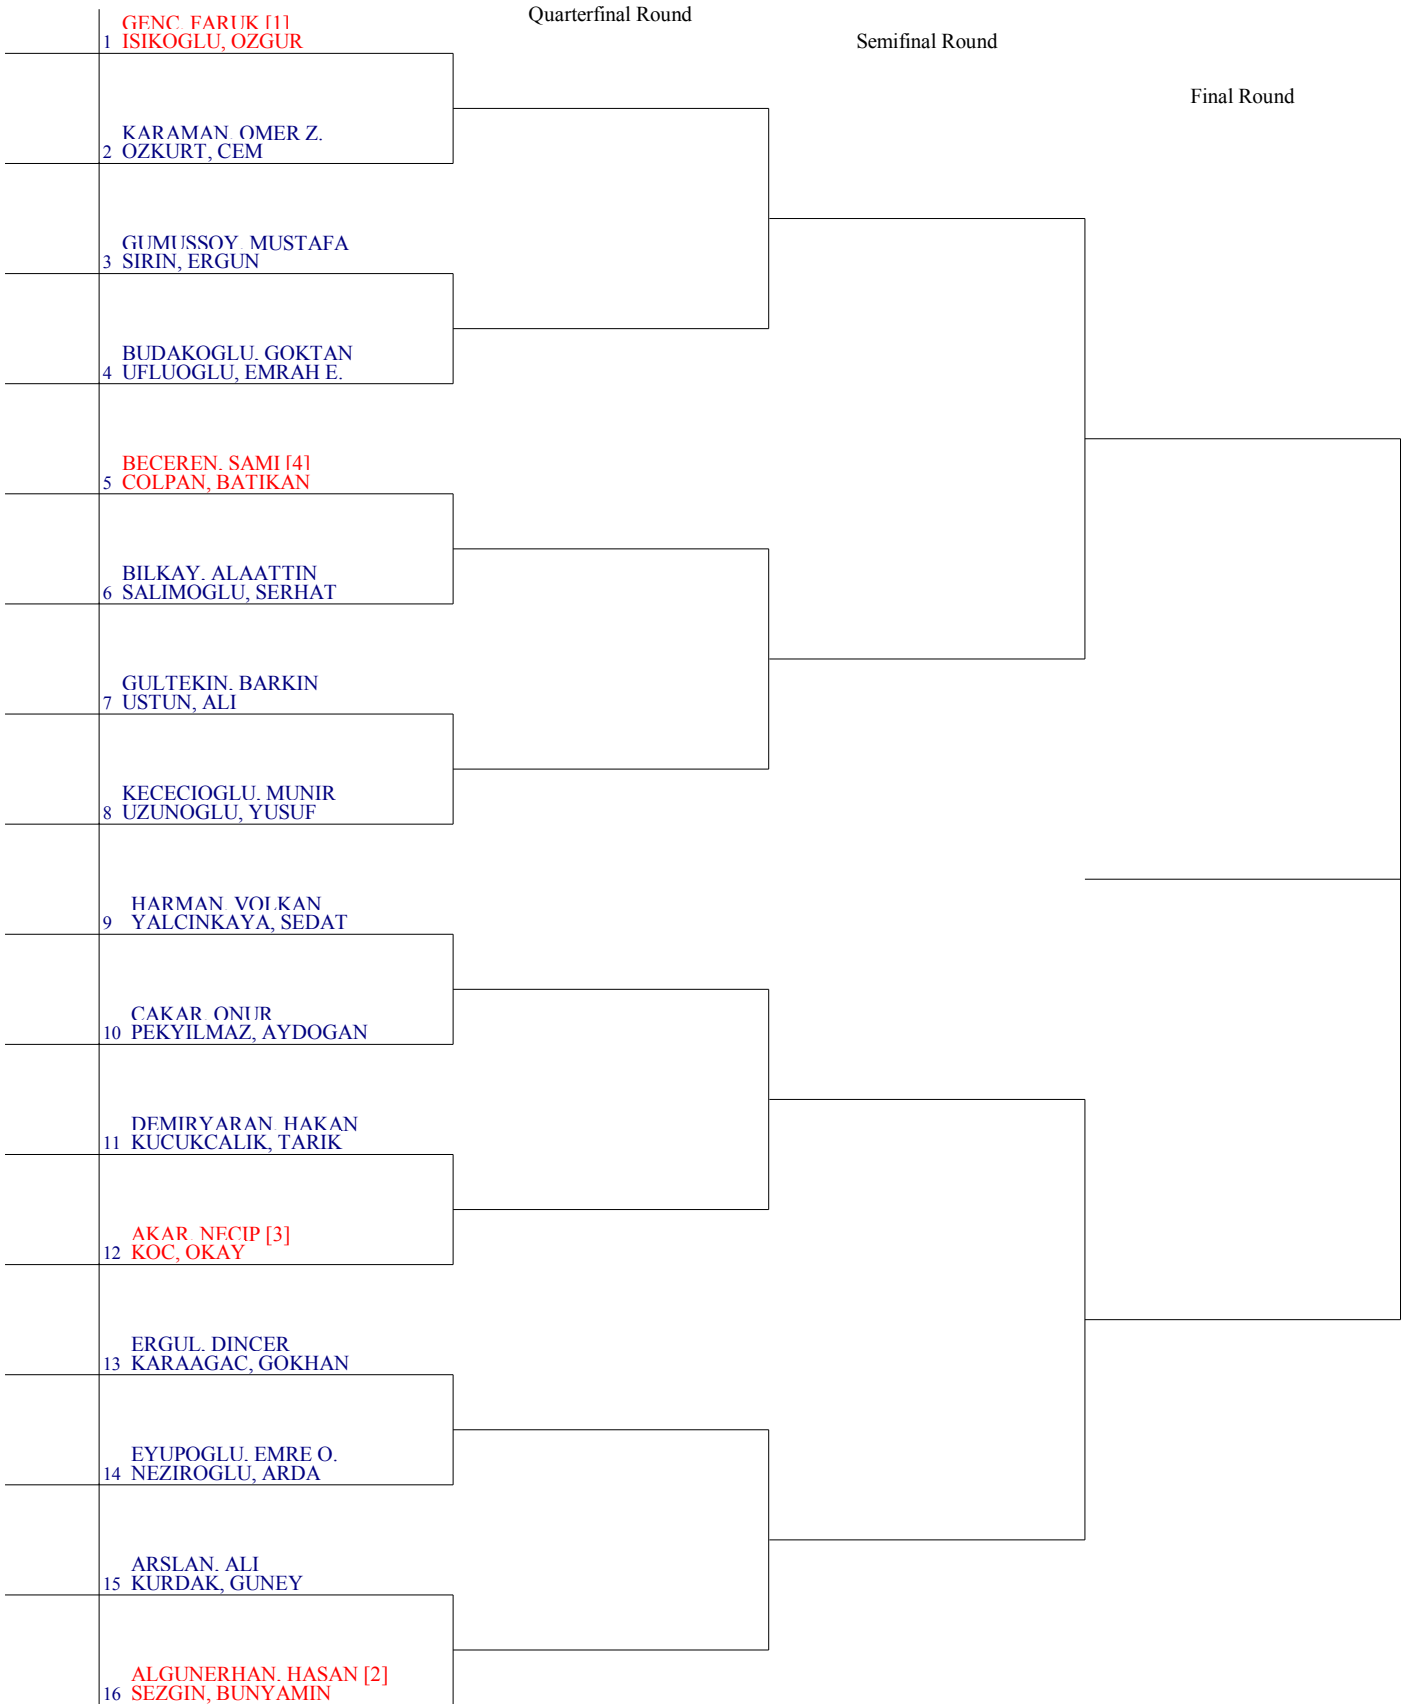 Quarterfinal Round
Semifinal Round
Final Round
GENC, FARUK [1]
1 ISIKOGLU, OZGUR
KARAMAN, OMER Z.
2 OZKURT, CEM
GUMUSSOY, MUSTAFA
3 SIRIN, ERGUN
BUDAKOGLU, GOKTAN
4 UFLUOGLU, EMRAH E.
BECEREN, SAMI [4]
5 COLPAN, BATIKAN
BILKAY, ALAATTIN
6 SALIMOGLU, SERHAT
GULTEKIN, BARKIN
7 USTUN, ALI
KECECIOGLU, MUNIR
8 UZUNOGLU, YUSUF
HARMAN, VOLKAN
9 YALCINKAYA, SEDAT
CAKAR, ONUR
10 PEKYILMAZ, AYDOGAN
DEMIRYARAN, HAKAN
11 KUCUKCALIK, TARIK
AKAR, NECIP [3]
12 KOC, OKAY
ERGUL, DINCER
13 KARAAGAC, GOKHAN
EYUPOGLU, EMRE O.
14 NEZIROGLU, ARDA
ARSLAN, ALI
15 KURDAK, GUNEY
ALGUNERHAN, HASAN [2]
16 SEZGIN, BUNYAMIN